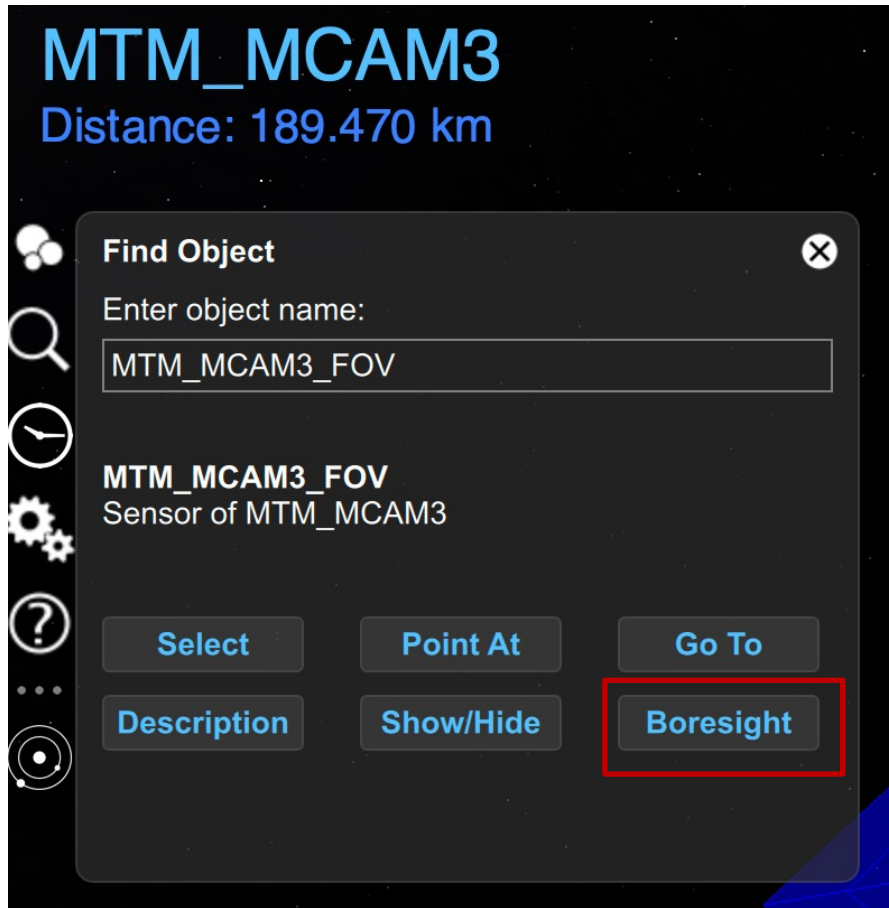 MTM_MCAM3
Distance: 189.470 km
Find Object
Enter object name:
MTM_MCAM3_FOV
MTM_MCAM3_FOV
Sensor of MTM_MCAM3
Select Point At Go To
Description Show/Hide Boresight